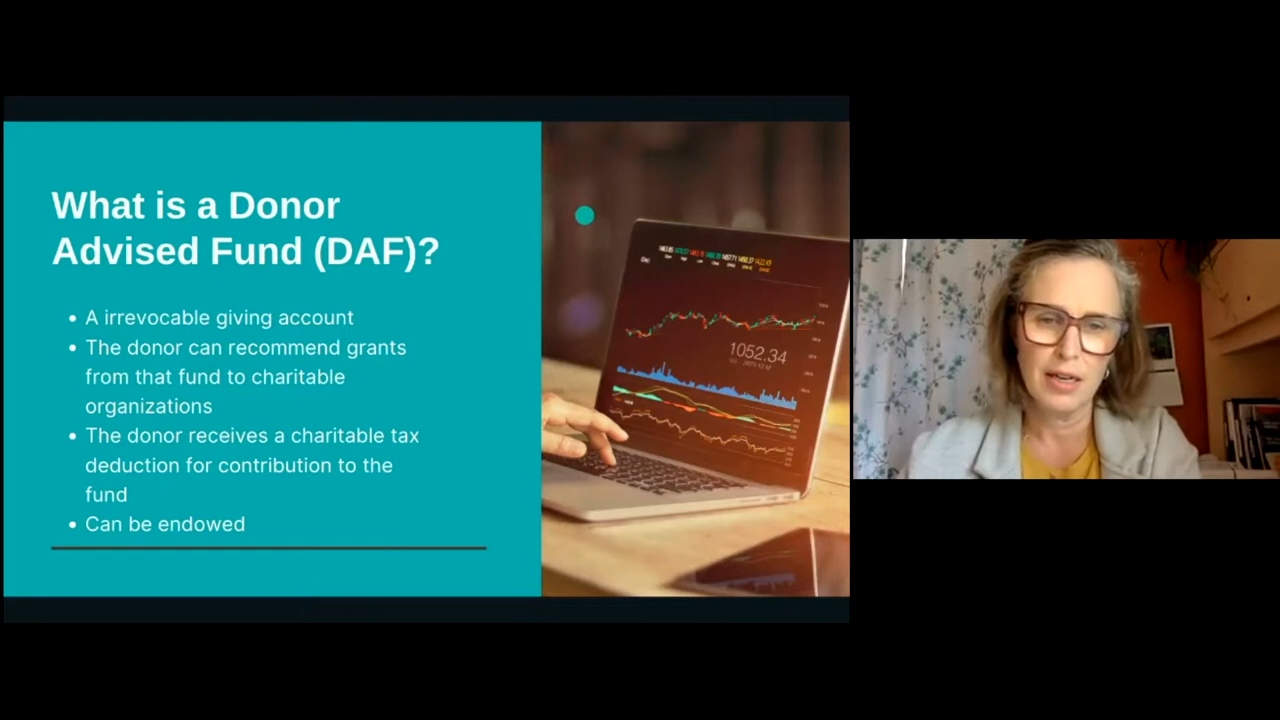 What is a Donor
Advised Fund (DAF)?
A irrevocable giving account
The donor can recommend grants
from that fund to charitable
organizations
The donor receives a charitable tax
deduction for contribution to the
fund
Can be endowed
1052.34